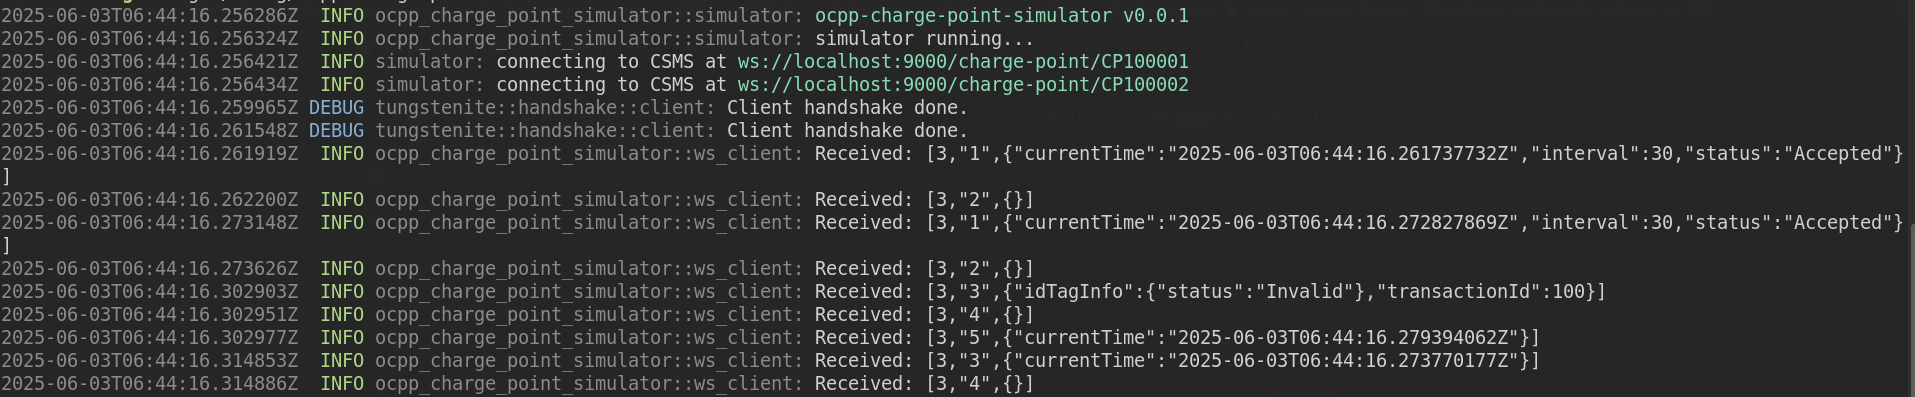 2025-06-03T06:44:16.256286Z  INFO ocpp_charge_point_simulator::simulator: ocpp-charge-point-simulator v0.0.1
2025-06-03T06:44:16.256324Z  INFO ocpp_charge_point_simulator::simulator: simulator running...
2025-06-03T06:44:16.256421Z  INFO simulator: connecting to CSMS at ws://localhost:9000/charge-point/CP100001
2025-06-03T06:44:16.256434Z  INFO simulator: connecting to CSMS at ws://localhost:9000/charge-point/CP100002
2025-06-03T06:44:16.259965Z DEBUG tungstenite::handshake::client: Client handshake done.
2025-06-03T06:44:16.261548Z DEBUG tungstenite::handshake::client: Client handshake done.
2025-06-03T06:44:16.261919Z  INFO ocpp_charge_point_simulator::ws_client: Received: [3,"1",{"currentTime":"2025-06-03T06:44:16.261737732Z","interval":30,"status":"Accepted"}
]
2025-06-03T06:44:16.262200Z  INFO ocpp_charge_point_simulator::ws_client: Received: [3,"2",{}]
2025-06-03T06:44:16.273148Z  INFO ocpp_charge_point_simulator::ws_client: Received: [3,"1",{"currentTime":"2025-06-03T06:44:16.272827869Z","interval":30,"status":"Accepted"}
]
2025-06-03T06:44:16.273626Z  INFO ocpp_charge_point_simulator::ws_client: Received: [3,"2",{}]
2025-06-03T06:44:16.302903Z  INFO ocpp_charge_point_simulator::ws_client: Received: [3,"3",{"idTagInfo":{"status":"Invalid"},"transactionId":100}]
2025-06-03T06:44:16.302951Z  INFO ocpp_charge_point_simulator::ws_client: Received: [3,"4",{}]
2025-06-03T06:44:16.302977Z  INFO ocpp_charge_point_simulator::ws_client: Received: [3,"5",{"currentTime":"2025-06-03T06:44:16.279394062Z"}]
2025-06-03T06:44:16.314853Z  INFO ocpp_charge_point_simulator::ws_client: Received: [3,"3",{"currentTime":"2025-06-03T06:44:16.273770177Z"}]
2025-06-03T06:44:16.314886Z  INFO ocpp_charge_point_simulator::ws_client: Received: [3,"4",{}]